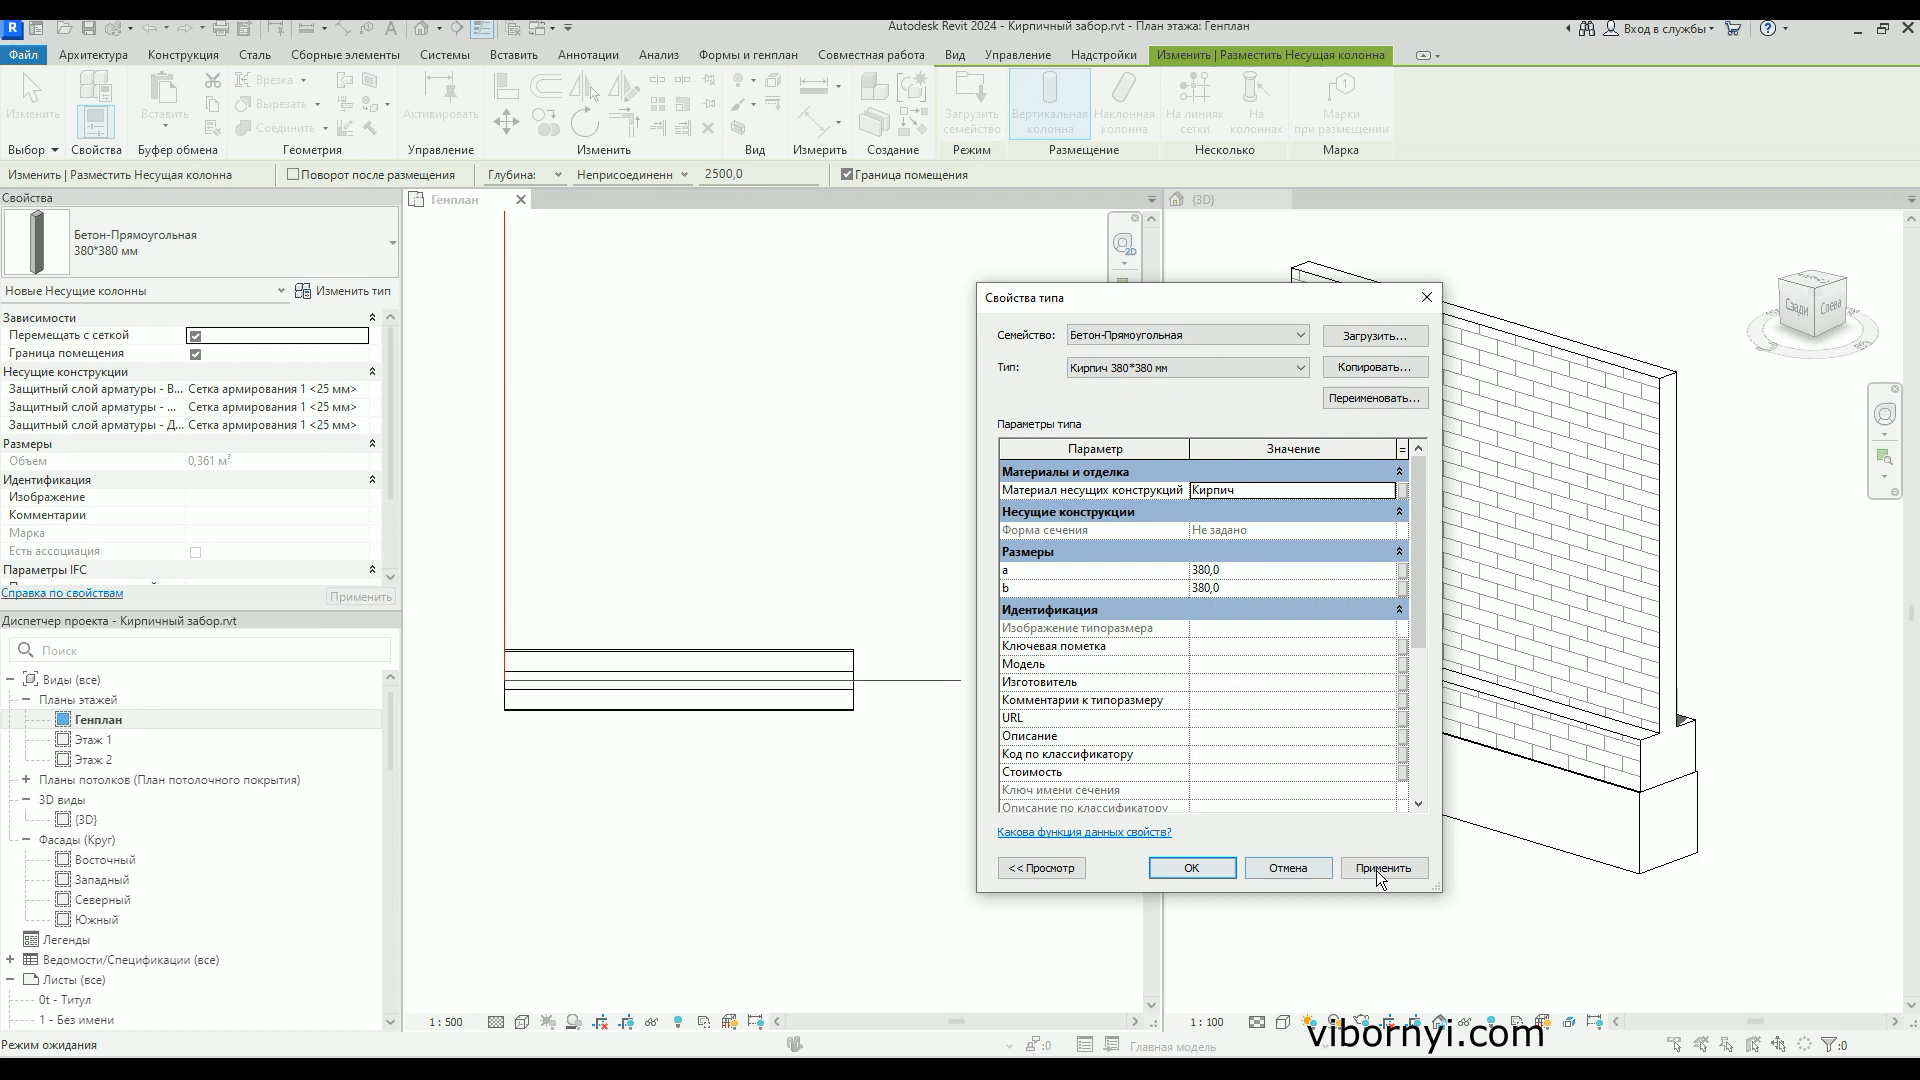 Autodesk Revit 2024 - Кирпичный забор.rvt - План этажа: Генплан
Вход в службы
Файл Архитектура Конструкция Сталь Сборные элементы Системы Вставить Аннотации Анализ Формы и генплан Совместная работа Вид Управление Надстройки Изменить | Разместить Несущая колонна
Изменить
Вставить
Врезка
Вырезать
Соединить
Активировать
Загрузить семейство
Вертикальная колонна
Наклонная колонна
На линиях сетки
На колоннах
Марки при размещении
Выбор Свойства Буфер обмена Геометрия Управление Изменить Вид Измерить Создание Режим Размещение Несколько Марка
Изменить | Разместить Несущая колонна Поворот после размещения Глубина: Неприсоединенн 2500,0 Граница помещения
Свойства
Бетон-Прямоугольная
380*380 мм
Новые Несущие колонны Изменить тип
Зависимости
Перемещать с сеткой
Граница помещения
Несущие конструкции
Защитный слой арматуры - В... Сетка армирования 1 <25 мм>
Защитный слой арматуры - ... Сетка армирования 1 <25 мм>
Защитный слой арматуры - Д... Сетка армирования 1 <25 мм>
Размеры
Объем 0,361 м³
Идентификация
Изображение
Комментарии
Марка
Есть ассоциация
Параметры IFC
Справка по свойствам Применить
Диспетчер проекта - Кирпичный забор.rvt
Поиск
Виды (все)
Планы этажей
Генплан
Этаж 1
Этаж 2
Планы потолков (План потолочного покрытия)
3D виды
{3D}
Фасады (Круг)
Восточный
Западный
Северный
Южный
Легенды
Ведомости/Спецификации (все)
Листы (все)
0t - Титул
1 - Без имени
Генплан
2D
{3D}
Сзади Слева
Свойства типа
Семейство: Бетон-Прямоугольная Загрузить...
Тип: Кирпич 380*380 мм Копировать...
Переименовать...
Параметры типа
Параметр Значение =
Материалы и отделка
Материал несущих конструкций Кирпич
Несущие конструкции
Форма сечения Не задано
Размеры
a 380,0
b 380,0
Идентификация
Изображение типоразмера
Ключевая пометка
Модель
Изготовитель
Комментарии к типоразмеру
URL
Описание
Код по классификатору
Стоимость
Ключ имени сечения
Описание по классификатору
Какова функция данных свойств?
<< Просмотр OK Отмена Применить
1 : 500
1 : 100
vibornyi.com
Режим ожидания
:0
Главная модель
:0